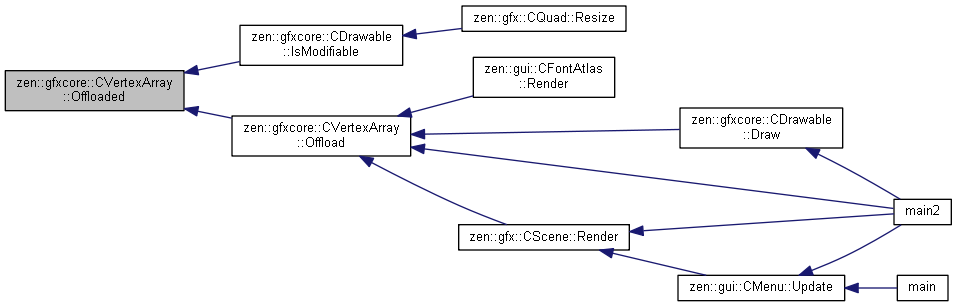 zen::gfxcore::CVertexArray
::Offloaded
zen::gfxcore::CDrawable
::IsModifiable
zen::gfx::CQuad::Resize
zen::gfxcore::CVertexArray
::Offload
zen::gui::CFontAtlas
::Render
zen::gfxcore::CDrawable
::Draw
main2
zen::gfx::CScene::Render
zen::gui::CMenu::Update
main